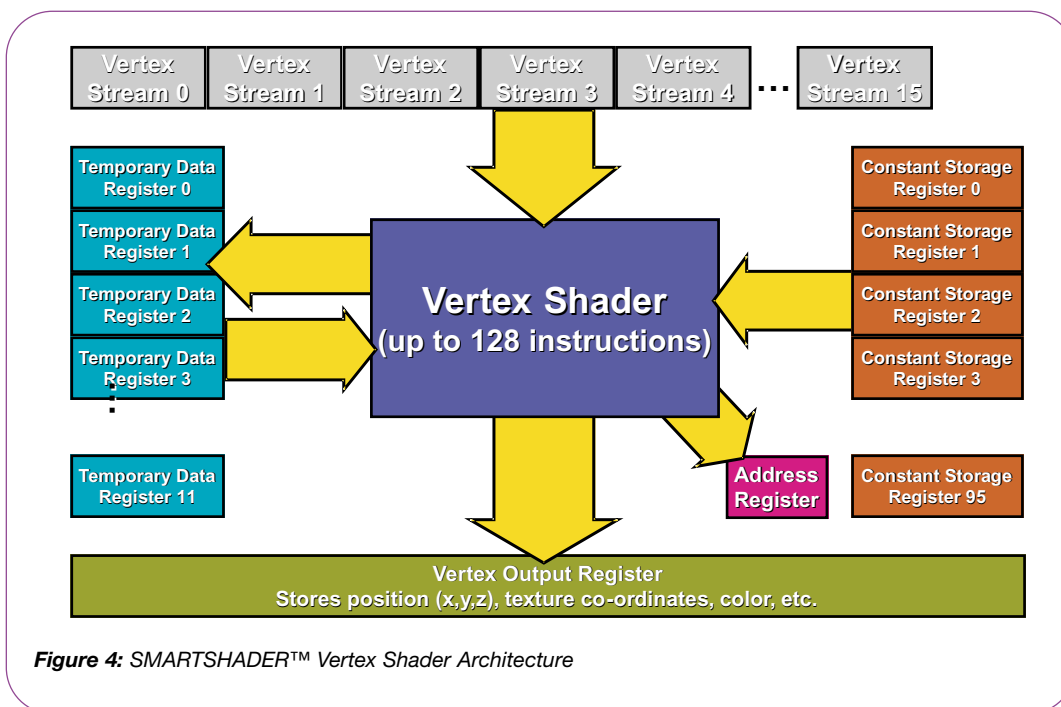 Vertex Stream 0
Vertex Stream 1
Vertex Stream 2
Vertex Stream 3
Vertex Stream 4
...
Vertex Stream 15
Temporary Data
Register 0
Temporary Data
Register 1
Temporary Data
Register 2
Temporary Data
Register 3
...
Temporary Data
Register 11
Vertex Shader
(up to 128 instructions)
Constant Storage
Register 0
Constant Storage
Register 1
Constant Storage
Register 2
Constant Storage
Register 3
Address
Register
Constant Storage
Register 95
Vertex Output Register
Stores position (x,y,z), texture co-ordinates, color, etc.
Figure 4: SMARTSHADER™ Vertex Shader Architecture